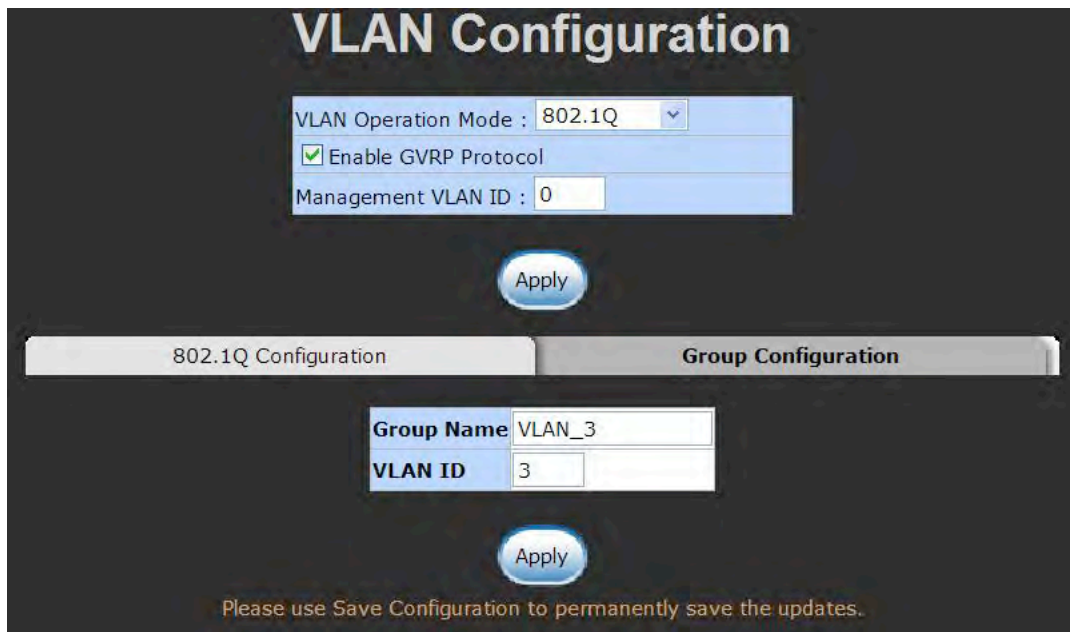 VLAN Configuration
VLAN Operation Mode : 802.1Q
Enable GVRP Protocol
Management VLAN ID : 0
Apply
802.1Q Configuration Group Configuration
Group Name VLAN_3
VLAN ID 3
Apply
Please use Save Configuration to permanently save the updates.